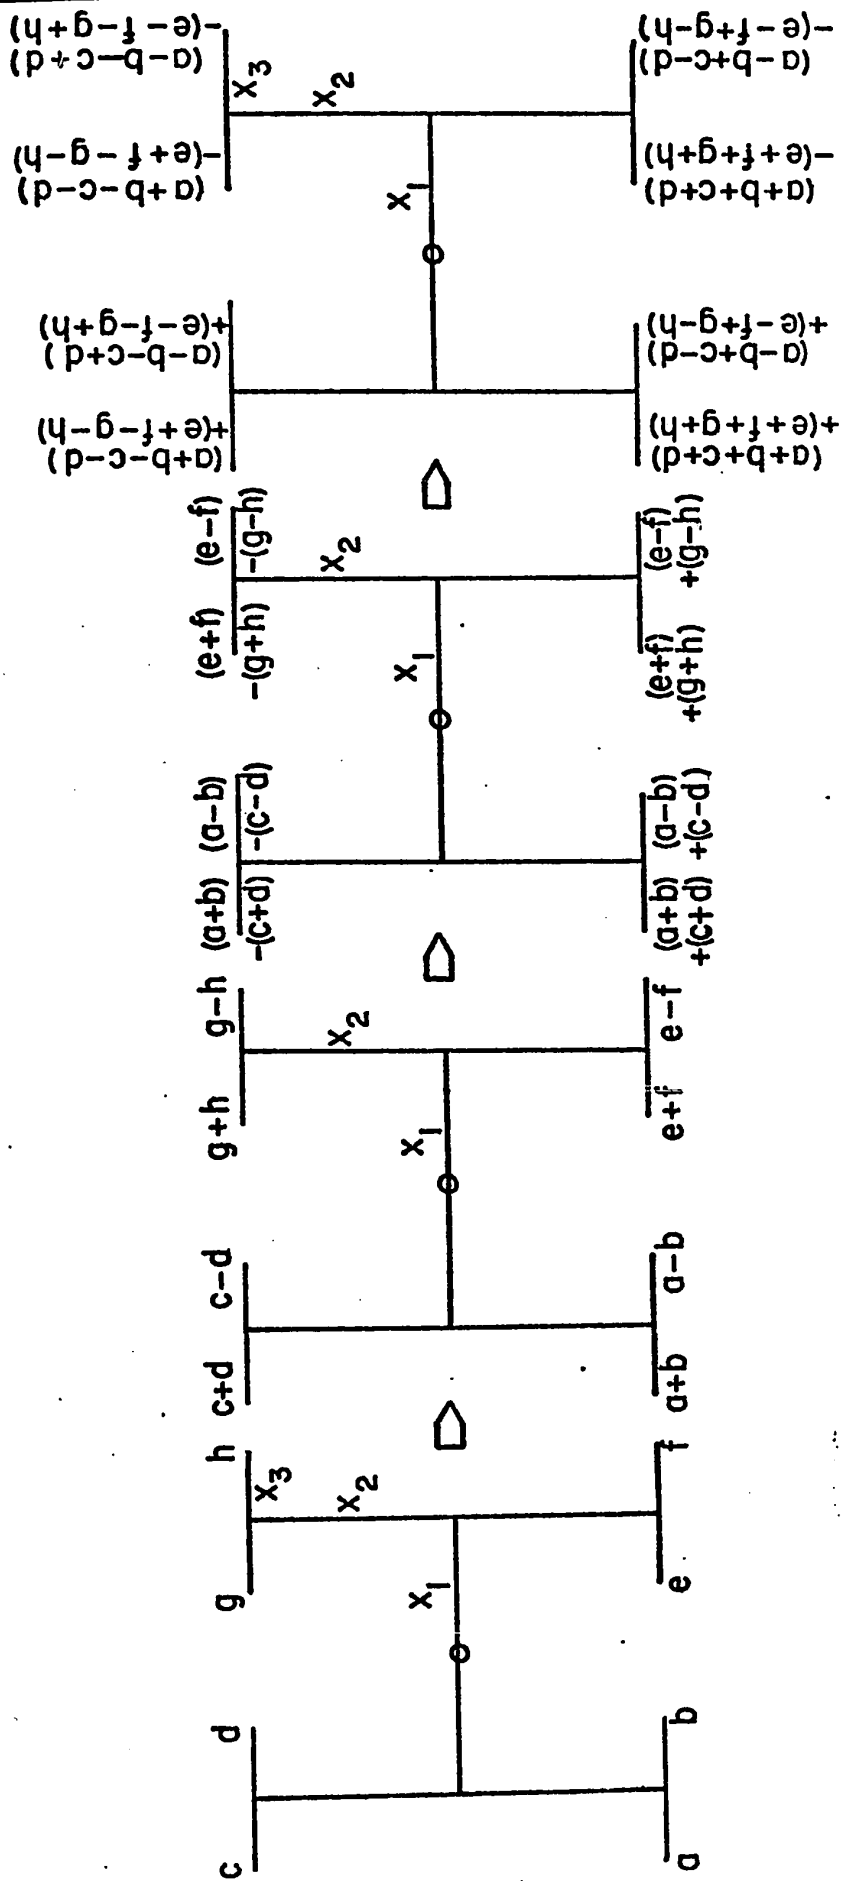 c d g h
X3
X2
X1
a b e f
c+d c−d g+h g−h
X2
X1
a+b a−b e+f e−f
(a+b) (a−b) (e+f) (e−f)
−(c+d) −(c−d) −(g+h) −(g−h)
X2
X1
(a+b) (a−b) (e+f) (e−f)
+(c+d) +(c−d) +(g+h) +(g−h)
(a+b−c−d)
+(e+f−g−h)
(a−b−c+d)
+(e−f−g+h)
(a+b−c−d)
−(e+f−g−h)
(a−b−c+d)
−(e−f−g+h)
X3
X2
X1
(a+b+c+d)
+(e+f+g+h)
(a−b+c−d)
+(e−f+g−h)
(a+b+c+d)
−(e+f+g+h)
(a−b+c−d)
−(e−f+g−h)